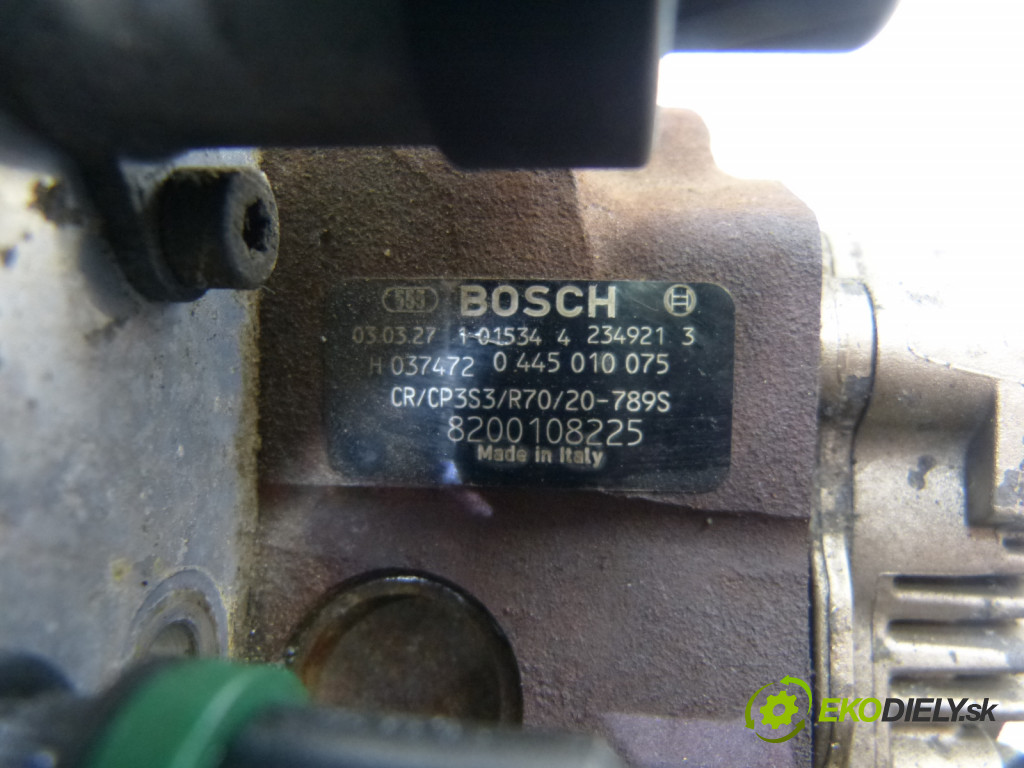 583 BOSCH
03.03.27 1 01534 4 234921 3
H 037472 0 445 010 075
CR/CP3S3/R70/20-789S
8200108225
Made in Italy
EKODIELY.sk